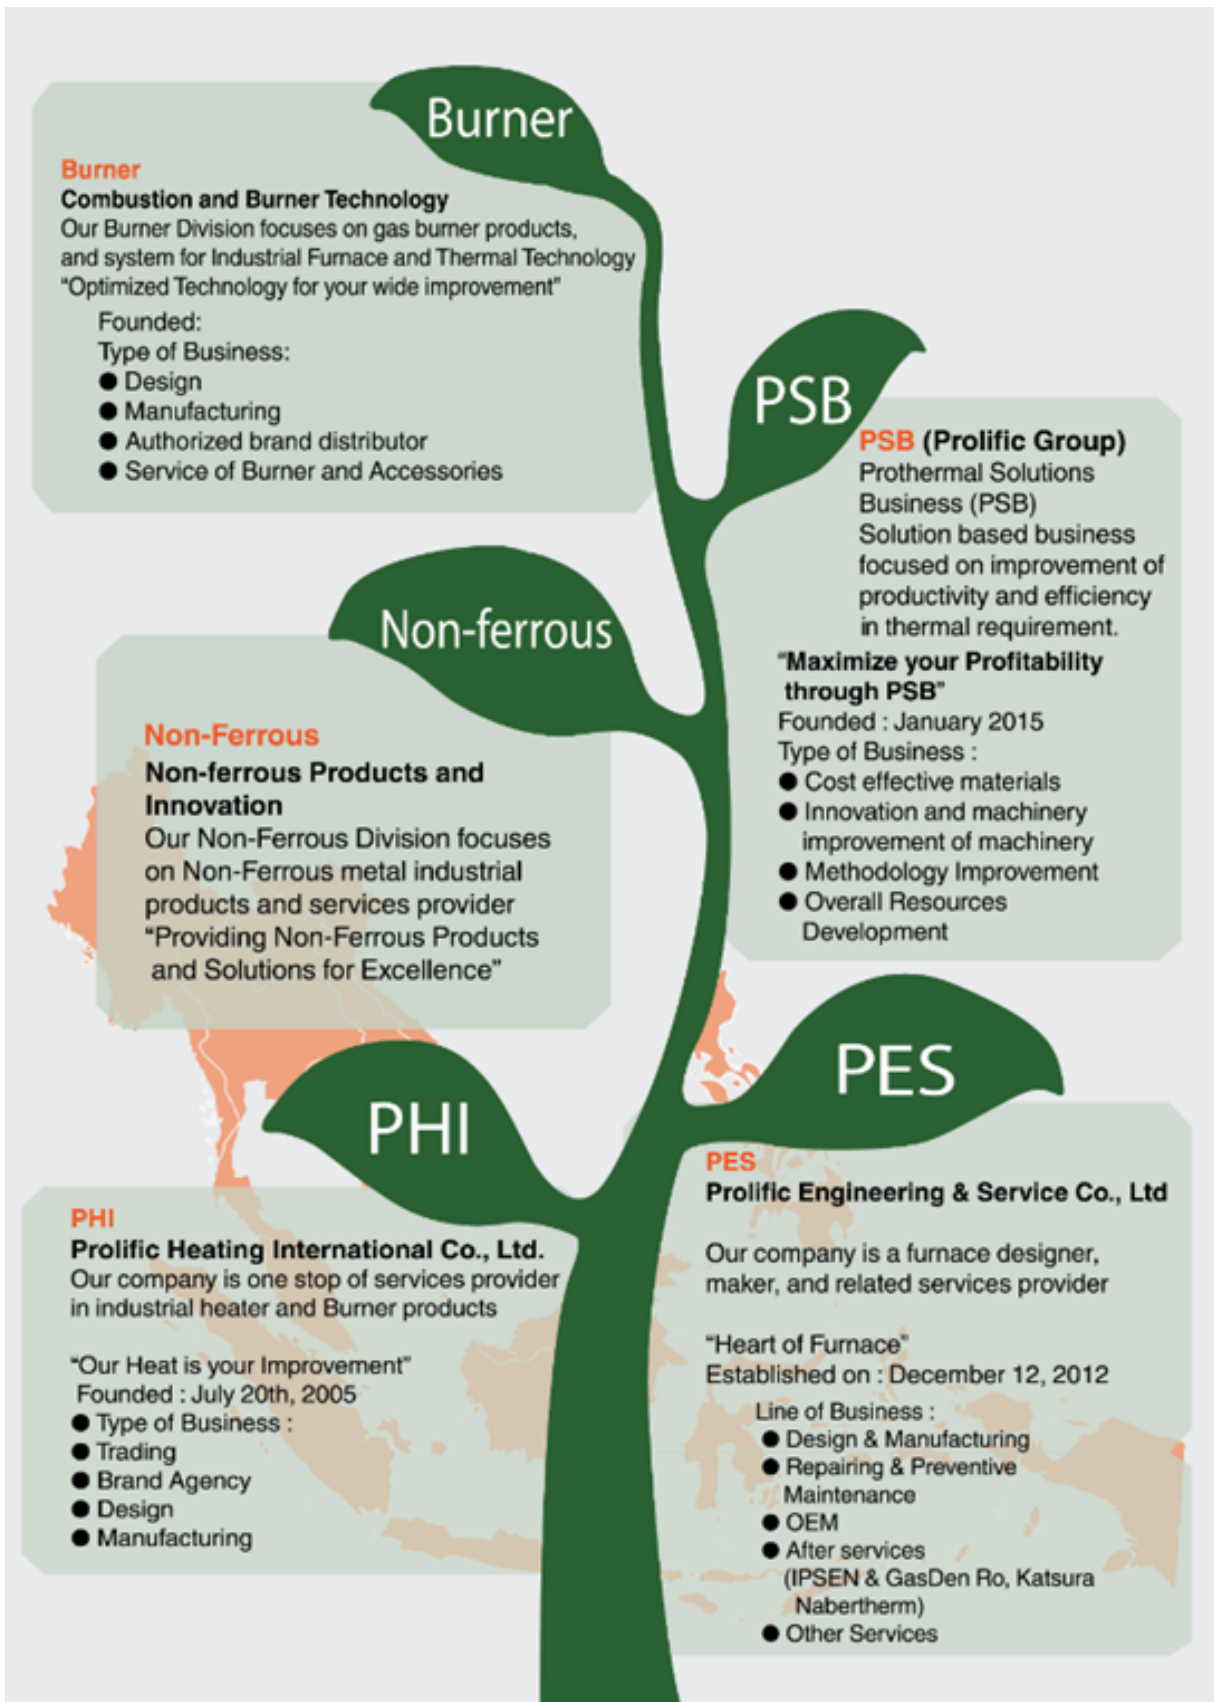 Burner
Burner
Combustion and Burner Technology
Our Burner Division focuses on gas burner products,
and system for Industrial Furnace and Thermal Technology
“Optimized Technology for your wide improvement”
Founded:
Type of Business:
● Design
● Manufacturing
● Authorized brand distributor
● Service of Burner and Accessories
PSB
PSB (Prolific Group)
Prothermal Solutions
Business (PSB)
Solution based business
focused on improvement of
productivity and efficiency
in thermal requirement.
“Maximize your Profitability
through PSB”
Founded : January 2015
Type of Business :
● Cost effective materials
● Innovation and machinery
improvement of machinery
● Methodology Improvement
● Overall Resources
Development
Non-ferrous
Non-Ferrous
Non-ferrous Products and
Innovation
Our Non-Ferrous Division focuses
on Non-Ferrous metal industrial
products and services provider
“Providing Non-Ferrous Products
and Solutions for Excellence”
PES
PES
Prolific Engineering & Service Co., Ltd
Our company is a furnace designer,
maker, and related services provider
“Heart of Furnace”
Established on : December 12, 2012
Line of Business :
● Design & Manufacturing
● Repairing & Preventive
Maintenance
● OEM
● After services
(IPSEN & GasDen Ro, Katsura
Nabertherm)
● Other Services
PHI
PHI
Prolific Heating International Co., Ltd.
Our company is one stop of services provider
in industrial heater and Burner products
“Our Heat is your Improvement”
Founded : July 20th, 2005
● Type of Business :
● Trading
● Brand Agency
● Design
● Manufacturing